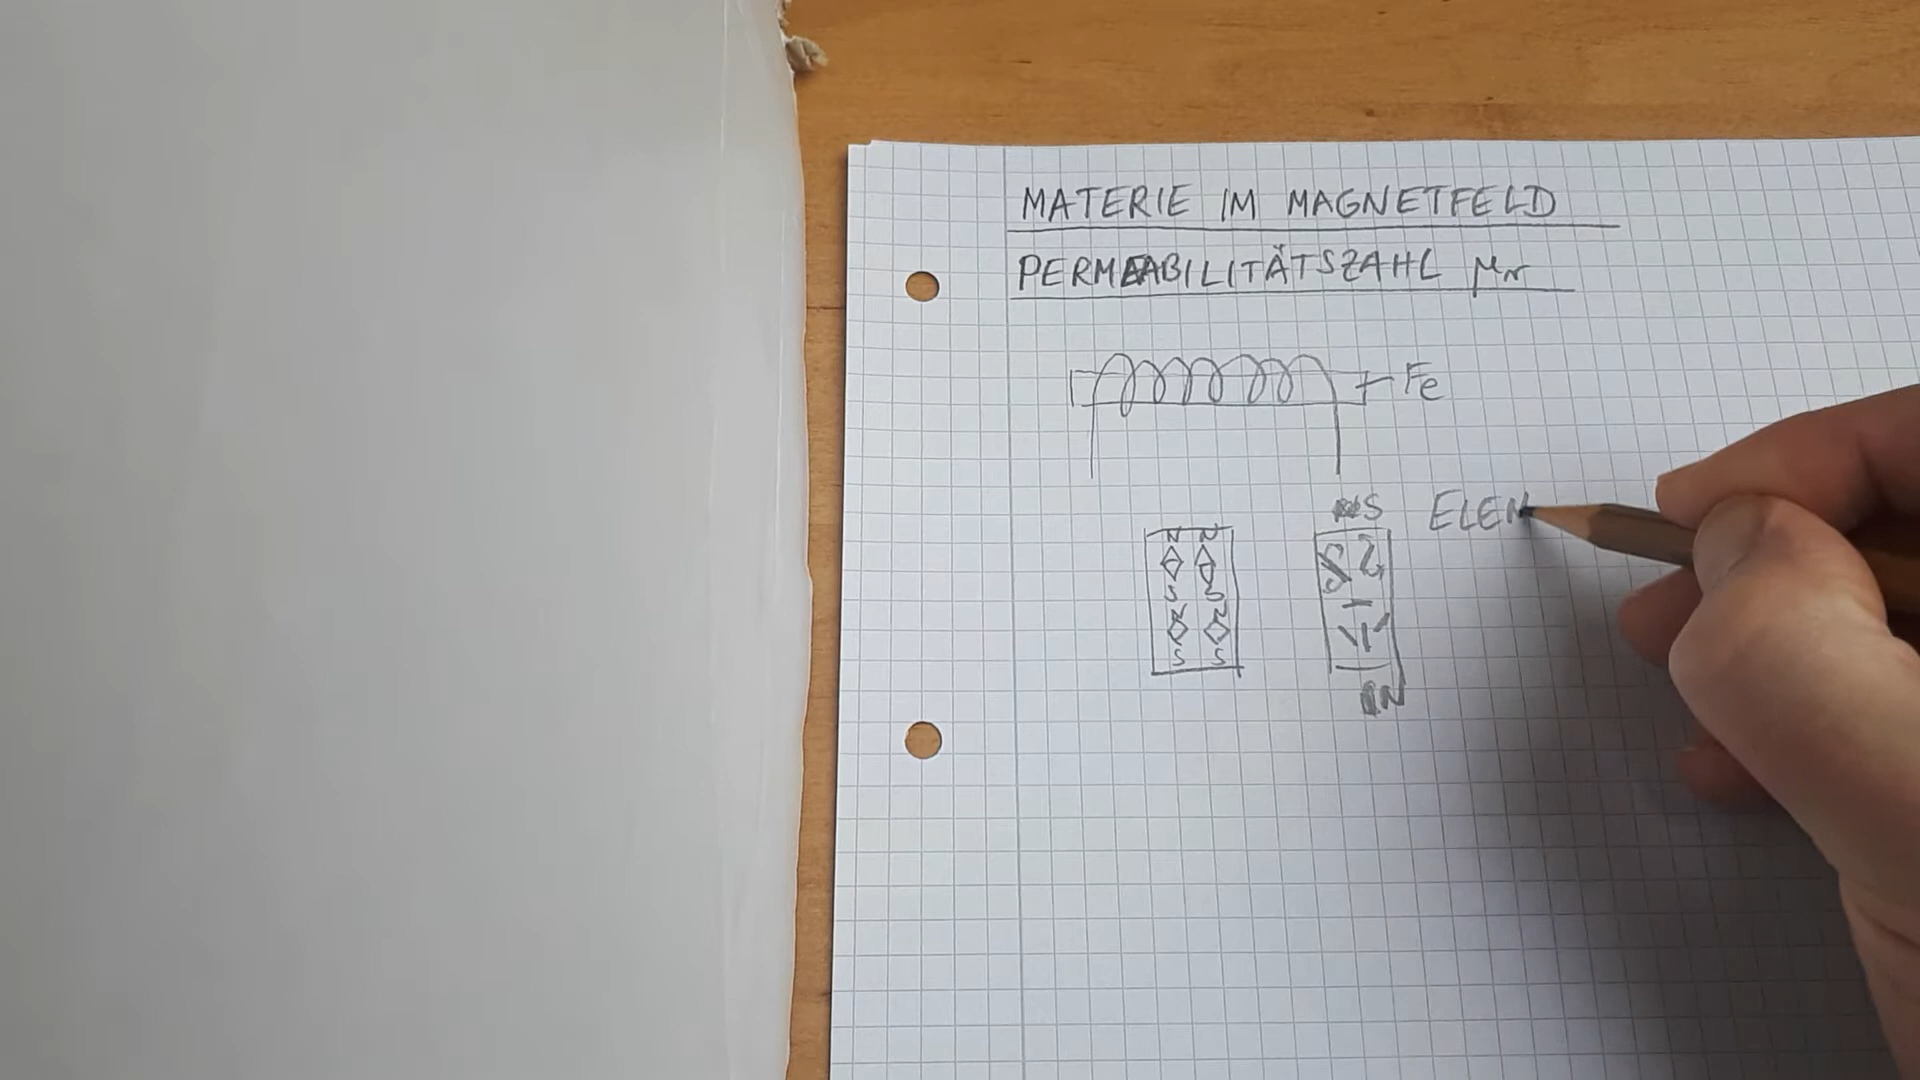 MATERIE IM MAGNETFELD
PERMEABILITÄTSZAHL μr
Fe
S ELEM
N N
S S
N N
S S
N